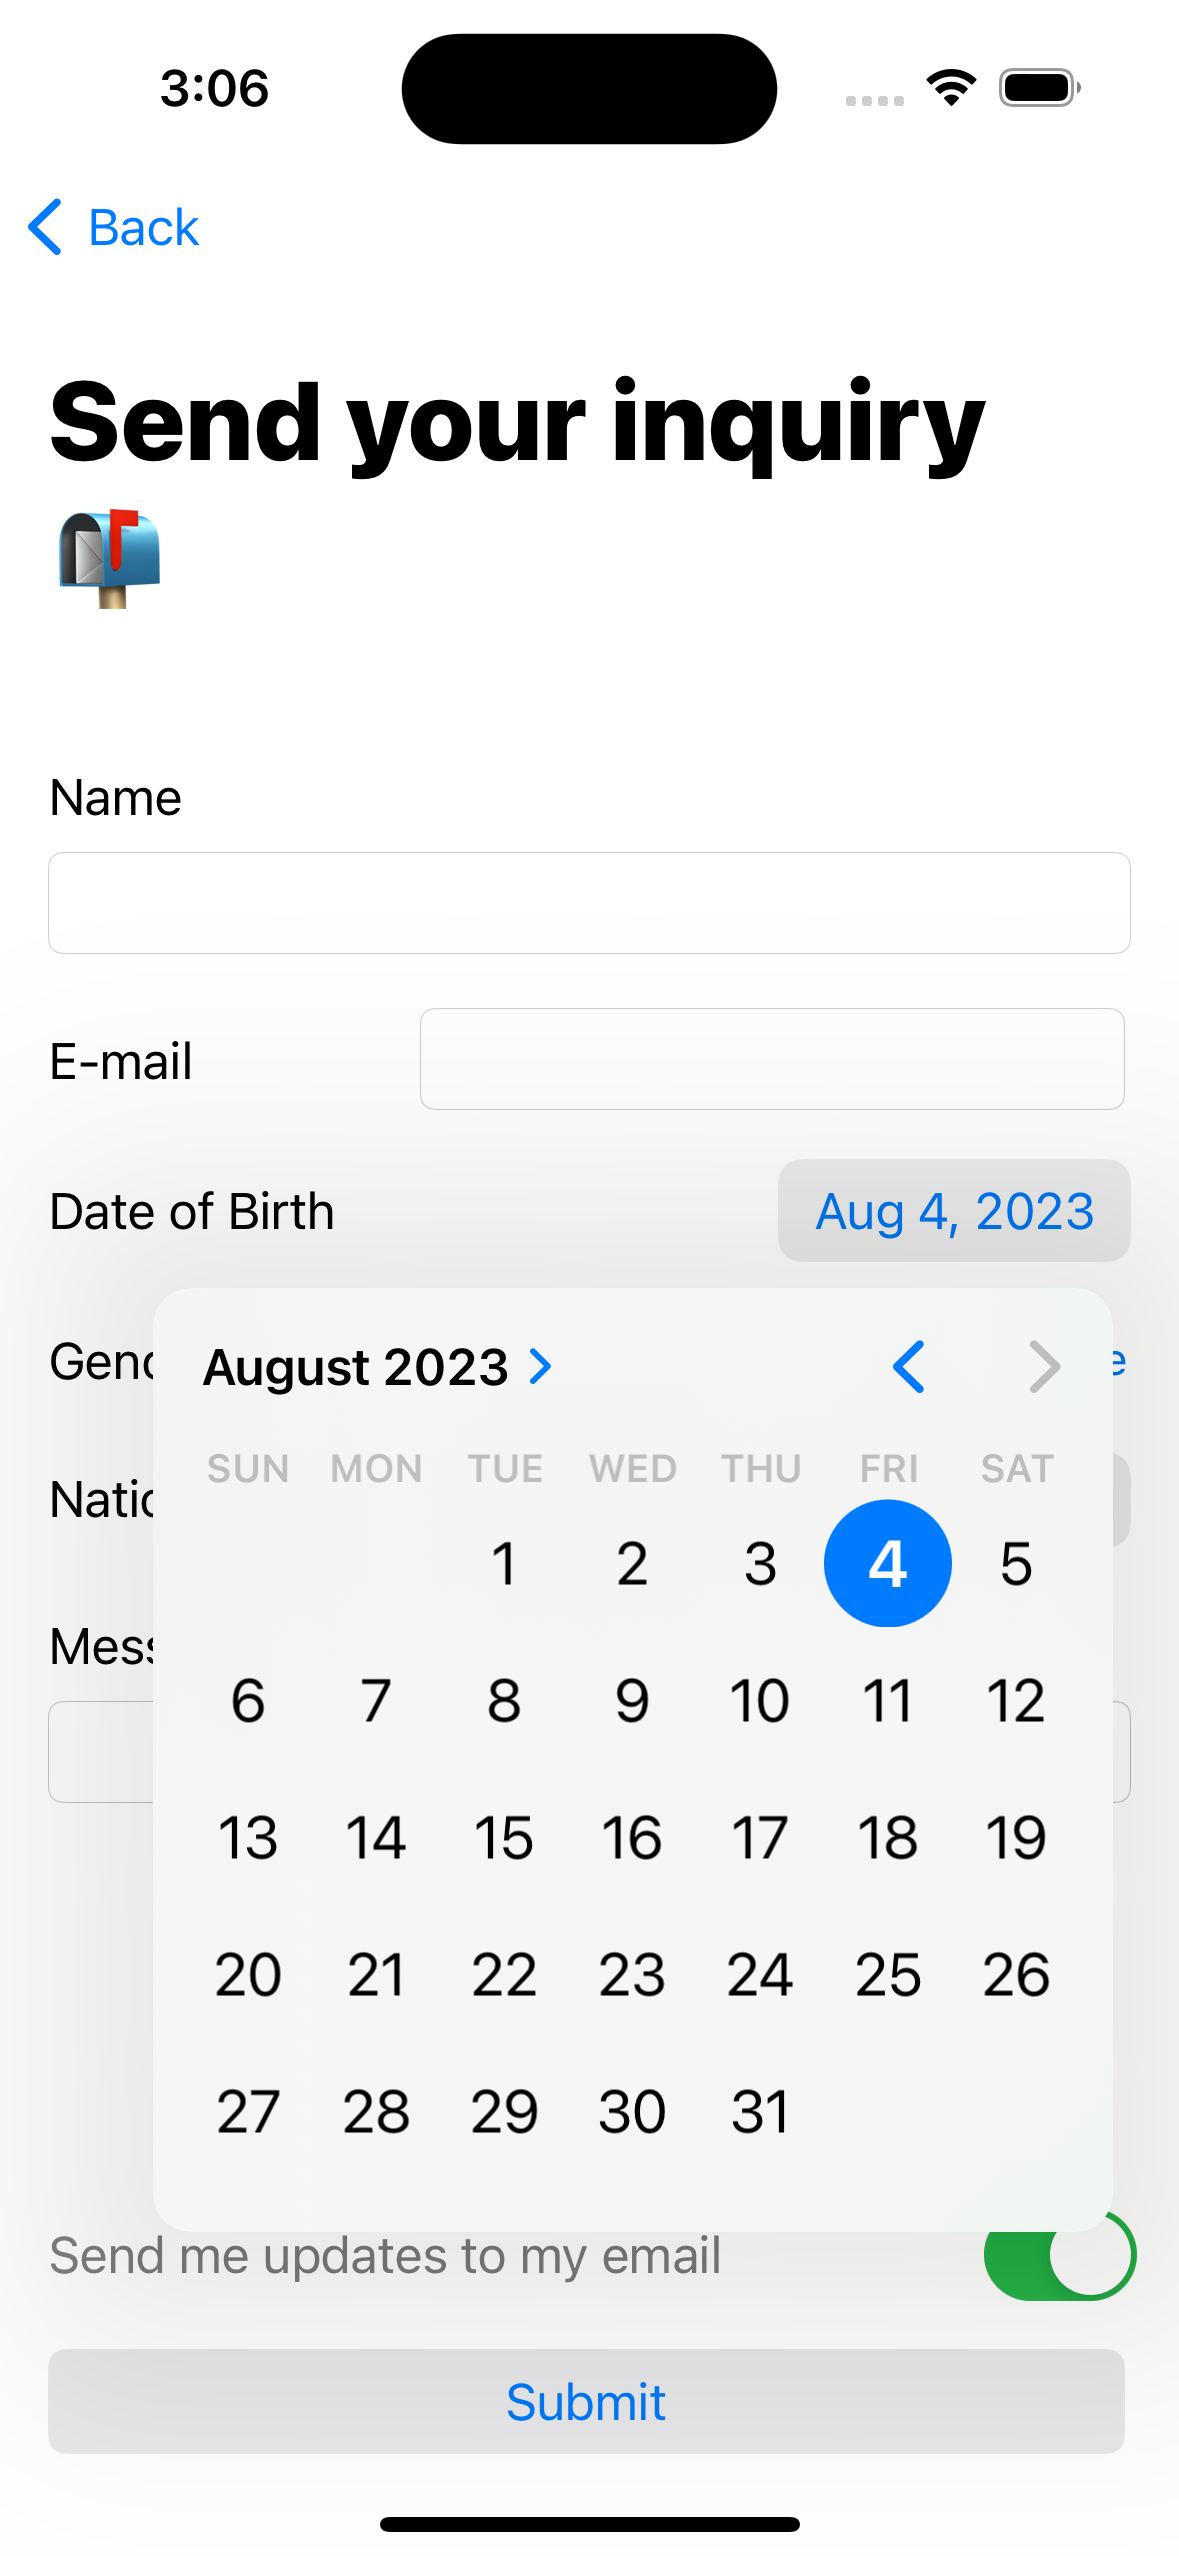 3:06
Back
Send your inquiry
Name
E-mail
Date of Birth Aug 4, 2023
August 2023
SUN MON TUE WED THU FRI SAT
1 2 3 4 5
6 7 8 9 10 11 12
13 14 15 16 17 18 19
20 21 22 23 24 25 26
27 28 29 30 31
Send me updates to my email
Submit